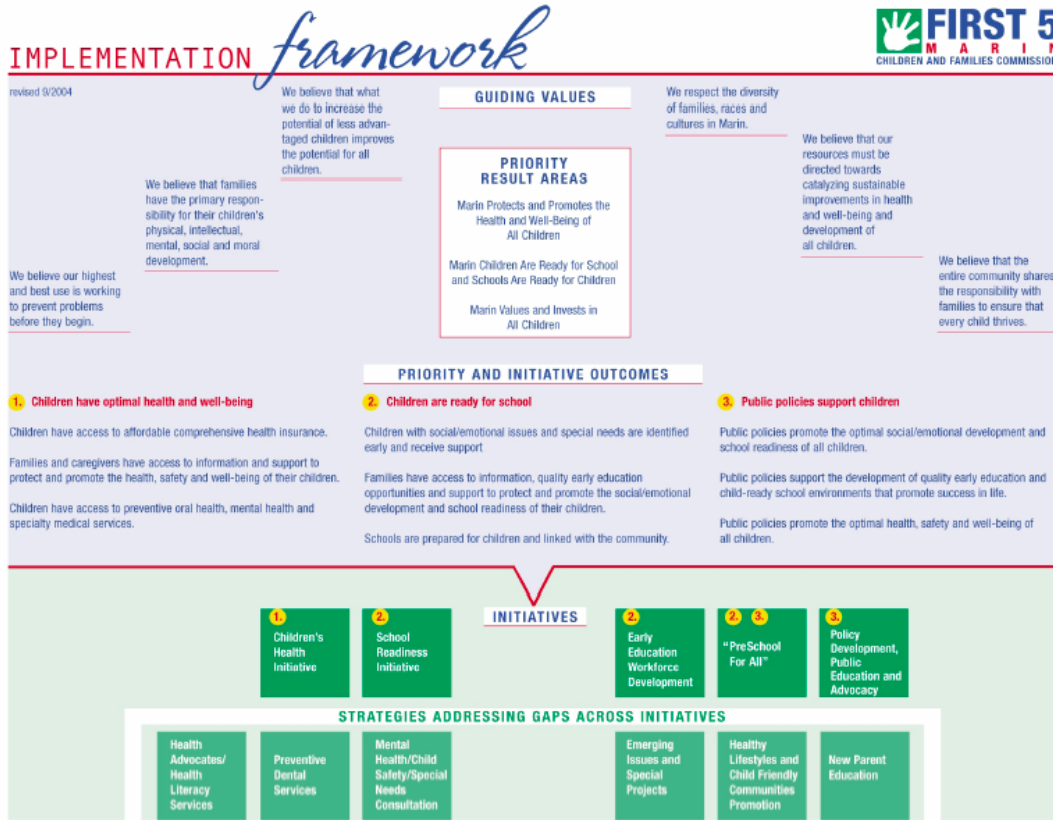 IMPLEMENTATION framework
FIRST 5
MARIN
CHILDREN AND FAMILIES COMMISSION
revised 9/2004
GUIDING VALUES
We believe our highest
and best use is working
to prevent problems
before they begin.
We believe that families
have the primary respon-
sibility for their children's
physical, intellectual,
mental, social and moral
development.
We believe that what
we do to increase the
potential of less advan-
taged children improves
the potential for all
children.
We respect the diversity
of families, races and
cultures in Marin.
We believe that our
resources must be
directed towards
catalyzing sustainable
improvements in health
and well-being and
development of
all children.
We believe that the
entire community shares
the responsibility with
families to ensure that
every child thrives.
PRIORITY
RESULT AREAS
Marin Protects and Promotes the
Health and Well-Being of
All Children
Marin Children Are Ready for School
and Schools Are Ready for Children
Marin Values and Invests in
All Children
PRIORITY AND INITIATIVE OUTCOMES
1. Children have optimal health and well-being
Children have access to affordable comprehensive health insurance.
Families and caregivers have access to information and support to
protect and promote the health, safety and well-being of their children.
Children have access to preventive oral health, mental health and
specialty medical services.
2. Children are ready for school
Children with social/emotional issues and special needs are identified
early and receive support
Families have access to information, quality early education
opportunities and support to protect and promote the social/emotional
development and school readiness of their children.
Schools are prepared for children and linked with the community.
3. Public policies support children
Public policies promote the optimal social/emotional development and
school readiness of all children.
Public policies support the development of quality early education and
child-ready school environments that promote success in life.
Public policies promote the optimal health, safety and well-being of
all children.
INITIATIVES
1.
Children's
Health
Initiative
2.
School
Readiness
Initiative
2.
Early
Education
Workforce
Development
2. 3.
"PreSchool
For All"
3.
Policy
Development,
Public
Education and
Advocacy
STRATEGIES ADDRESSING GAPS ACROSS INITIATIVES
Health
Advocates/
Health
Literacy
Services
Preventive
Dental
Services
Mental
Health/Child
Safety/Special
Needs
Consultation
Emerging
Issues and
Special
Projects
Healthy
Lifestyles and
Child Friendly
Communities
Promotion
New Parent
Education